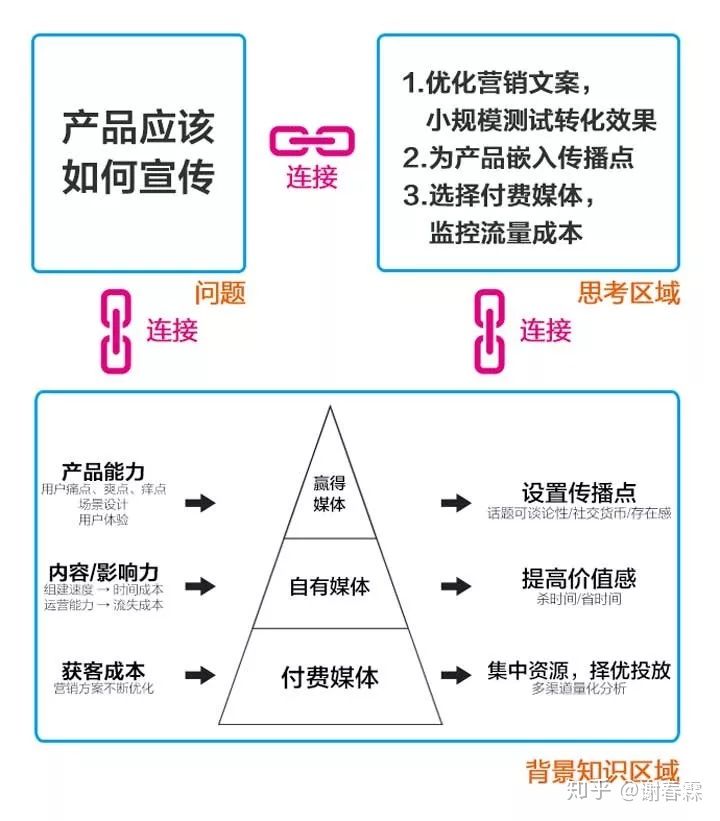 产品应该
如何宣传
连接
1.优化营销文案，
小规模测试转化效果
2.为产品嵌入传播点
3.选择付费媒体，
监控流量成本
问题
思考区域
连接
连接
产品能力
用户痛点、爽点、痒点
场景设计
用户体验
赢得
媒体
设置传播点
话题可谈论性/社交货币/存在感
内容/影响力
组建速度 → 时间成本
运营能力 → 流失成本
自有媒体
提高价值感
杀时间/省时间
获客成本
营销方案不断优化
付费媒体
集中资源，择优投放
多渠道量化分析
背景知识区域
知乎 @谢春霖